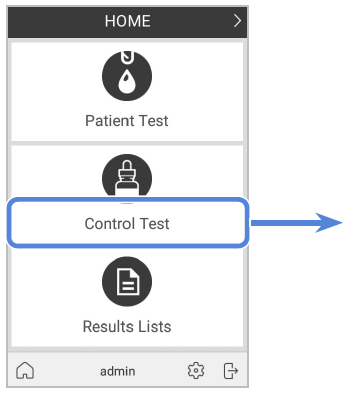 HOME
Patient Test
Control Test
Results Lists
admin